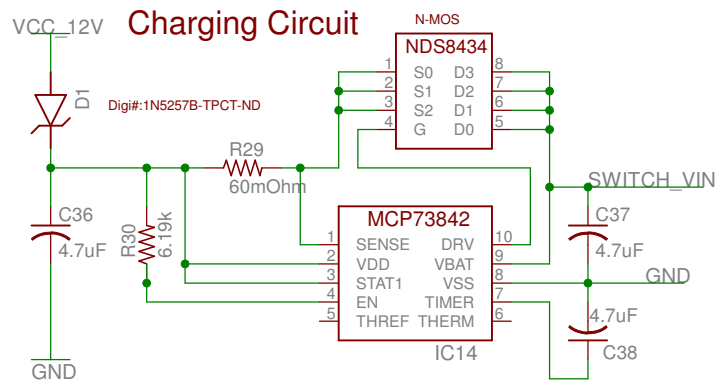 Charging Circuit
VCC_12V
N-MOS
NDS8434
1 S0 D3 8
2 S1 D2 7
3 S2 D1 6
4 G D0 5
D1
Digi#:1N5257B-TPCT-ND
R29
60mOhm
SWITCH_VIN
C36
4.7uF
R30
6.19k
MCP73842
1 SENSE DRV 10
2 VDD VBAT 9
3 STAT1 VSS 8
4 EN TIMER 7
5 THREF THERM 6
IC14
C37
4.7uF
GND
4.7uF
C38
GND